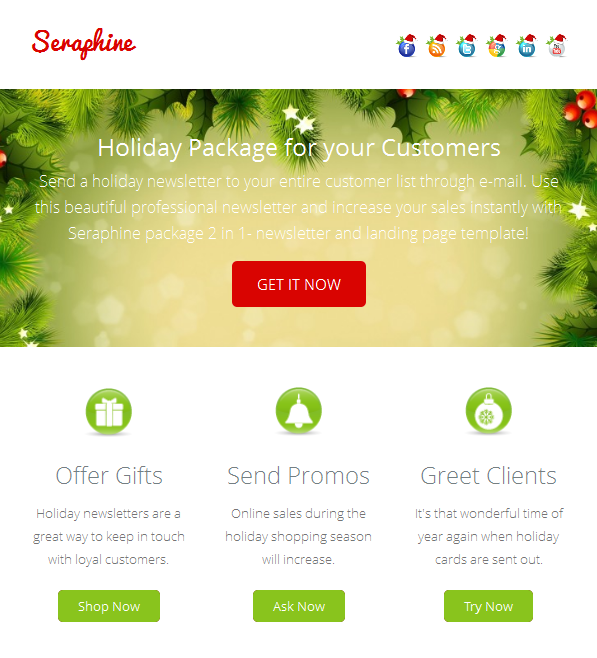 Seraphine
Holiday Package for your Customers
Send a holiday newsletter to your entire customer list through e-mail. Use
this beautiful professional newsletter and increase your sales instantly with
Seraphine package 2 in 1- newsletter and landing page template!
GET IT NOW
Offer Gifts
Holiday newsletters are a
great way to keep in touch
with loyal customers.
Shop Now
Send Promos
Online sales during the
holiday shopping season
will increase.
Ask Now
Greet Clients
It's that wonderful time of
year again when holiday
cards are sent out.
Try Now